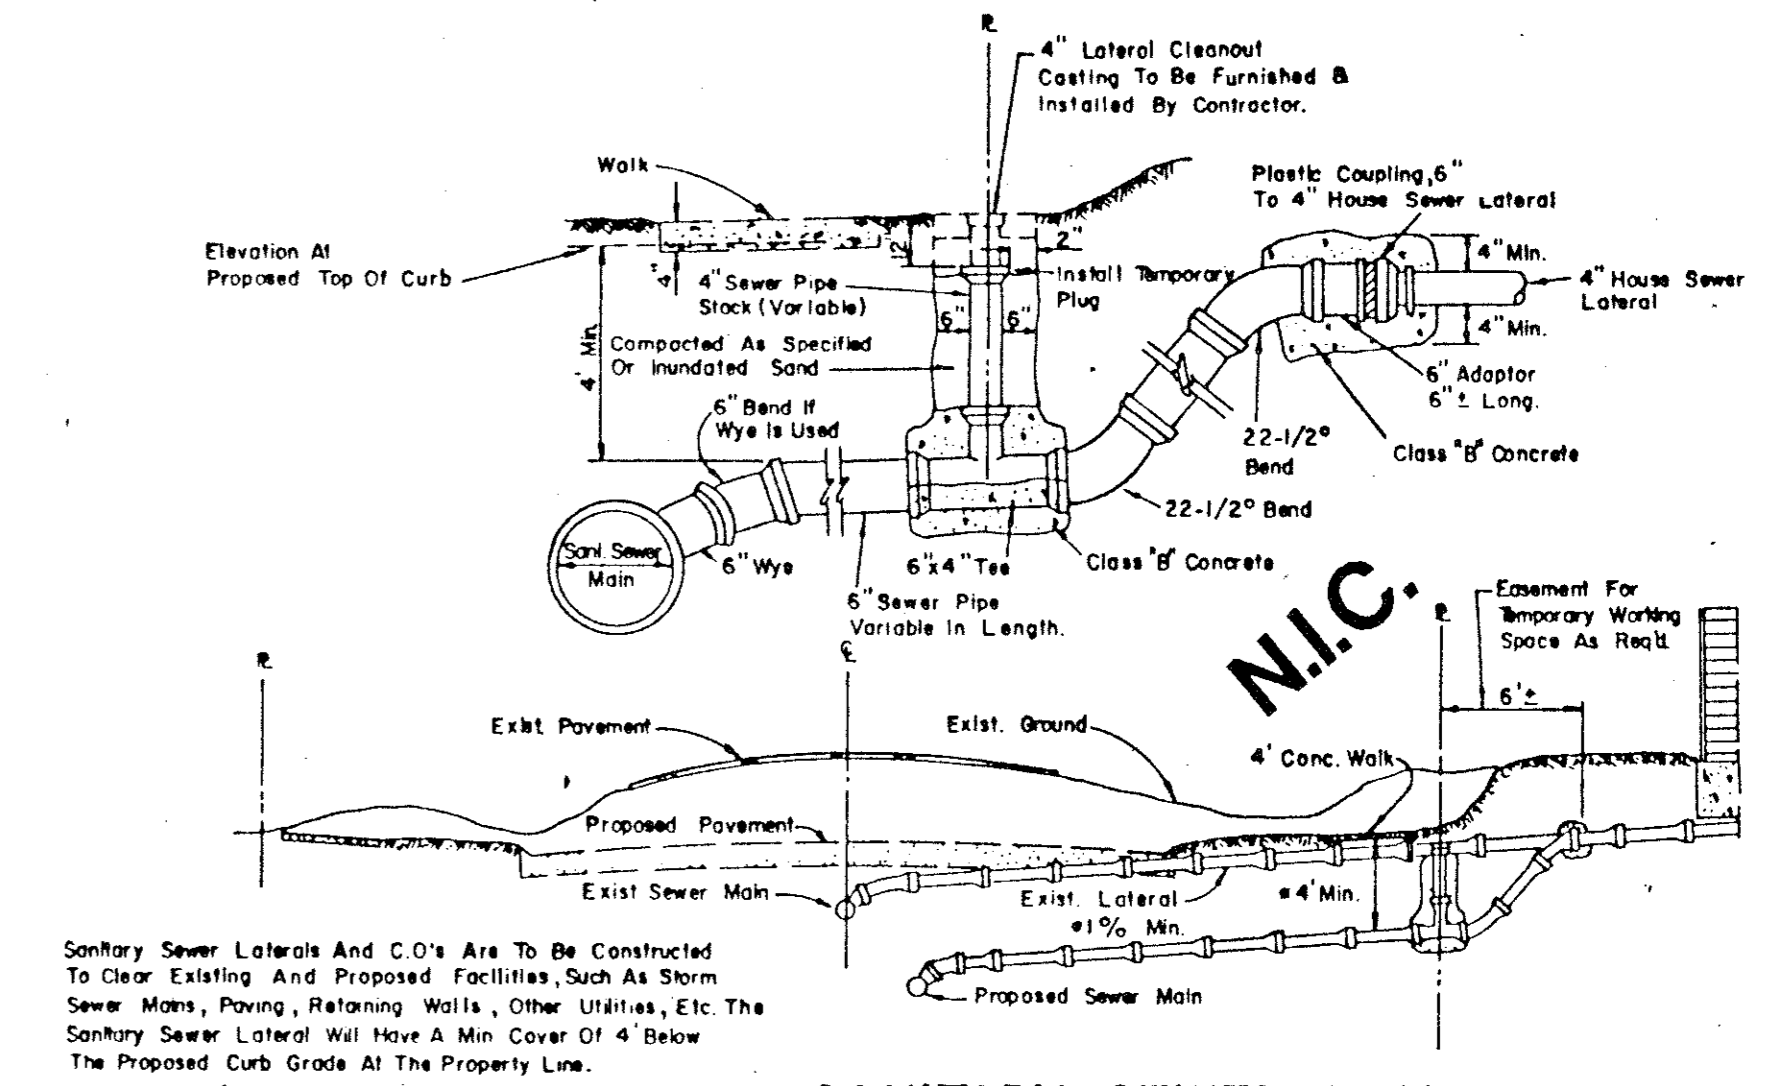 PL
4" Lateral Cleanout
Casting To Be Furnished &
Installed By Contractor.
Walk
Plastic Coupling, 6"
To 4" House Sewer Lateral
Elevation At
Proposed Top Of Curb
4"
12"
2"
4" Sewer Pipe
Stock (Variable)
Install Temporary
Plug
4" Min.
4" House Sewer
Lateral
4" Min.
6"
6"
4' Min.
Compacted As Specified
Or Inundated Sand
6" Adaptor
6" ± Long.
6" Bend If
Wye Is Used
22-1/2° Bend
Class "B" Concrete
22-1/2° Bend
Sani. Sewer
Main
6" Wye
6"x4" Tee
Class "B" Concrete
6" Sewer Pipe
Variable In Length.
N.I.C.
Easement For
Temporary Working
Space As Req'd.
PL
CL
PL
6'±
Exist. Pavement
Exist. Ground
4' Conc. Walk
Proposed Pavement
Exist Sewer Main
Exist. Lateral
*1% Min.
*4' Min.
Proposed Sewer Main
Sanitary Sewer Laterals And C.O's Are To Be Constructed
To Clear Existing And Proposed Facilities, Such As Storm
Sewer Mains, Paving, Retaining Walls, Other Utilities, Etc. The
Sanitary Sewer Lateral Will Have A Min Cover Of 4' Below
The Proposed Curb Grade At The Property Line.